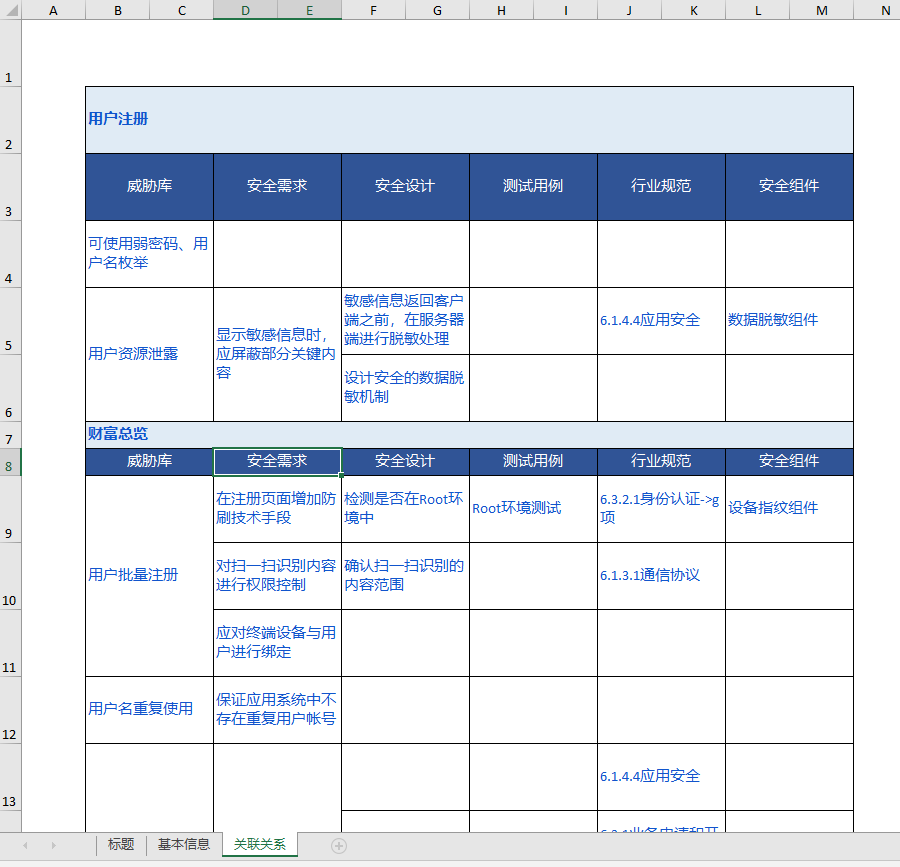 A B C D E F G H I J K L M N
1
2
用户注册
3
威胁库 安全需求 安全设计 测试用例 行业规范 安全组件
4
可使用弱密码、用
户名枚举
5
6
用户资源泄露
显示敏感信息时，
应屏蔽部分关键内
容
敏感信息返回客户
端之前，在服务器
端进行脱敏处理
6.1.4.4应用安全
数据脱敏组件
设计安全的数据脱
敏机制
7
财富总览
8
威胁库 安全需求 安全设计 测试用例 行业规范 安全组件
9
用户批量注册
在注册页面增加防
刷技术手段
检测是否在Root环
境中
Root环境测试
6.3.2.1身份认证->g
项
设备指纹组件
10
对扫一扫识别内容
进行权限控制
确认扫一扫识别的
内容范围
6.1.3.1通信协议
11
应对终端设备与用
户进行绑定
12
用户名重复使用
保证应用系统中不
存在重复用户帐号
13
6.1.4.4应用安全
标题 基本信息 关联关系